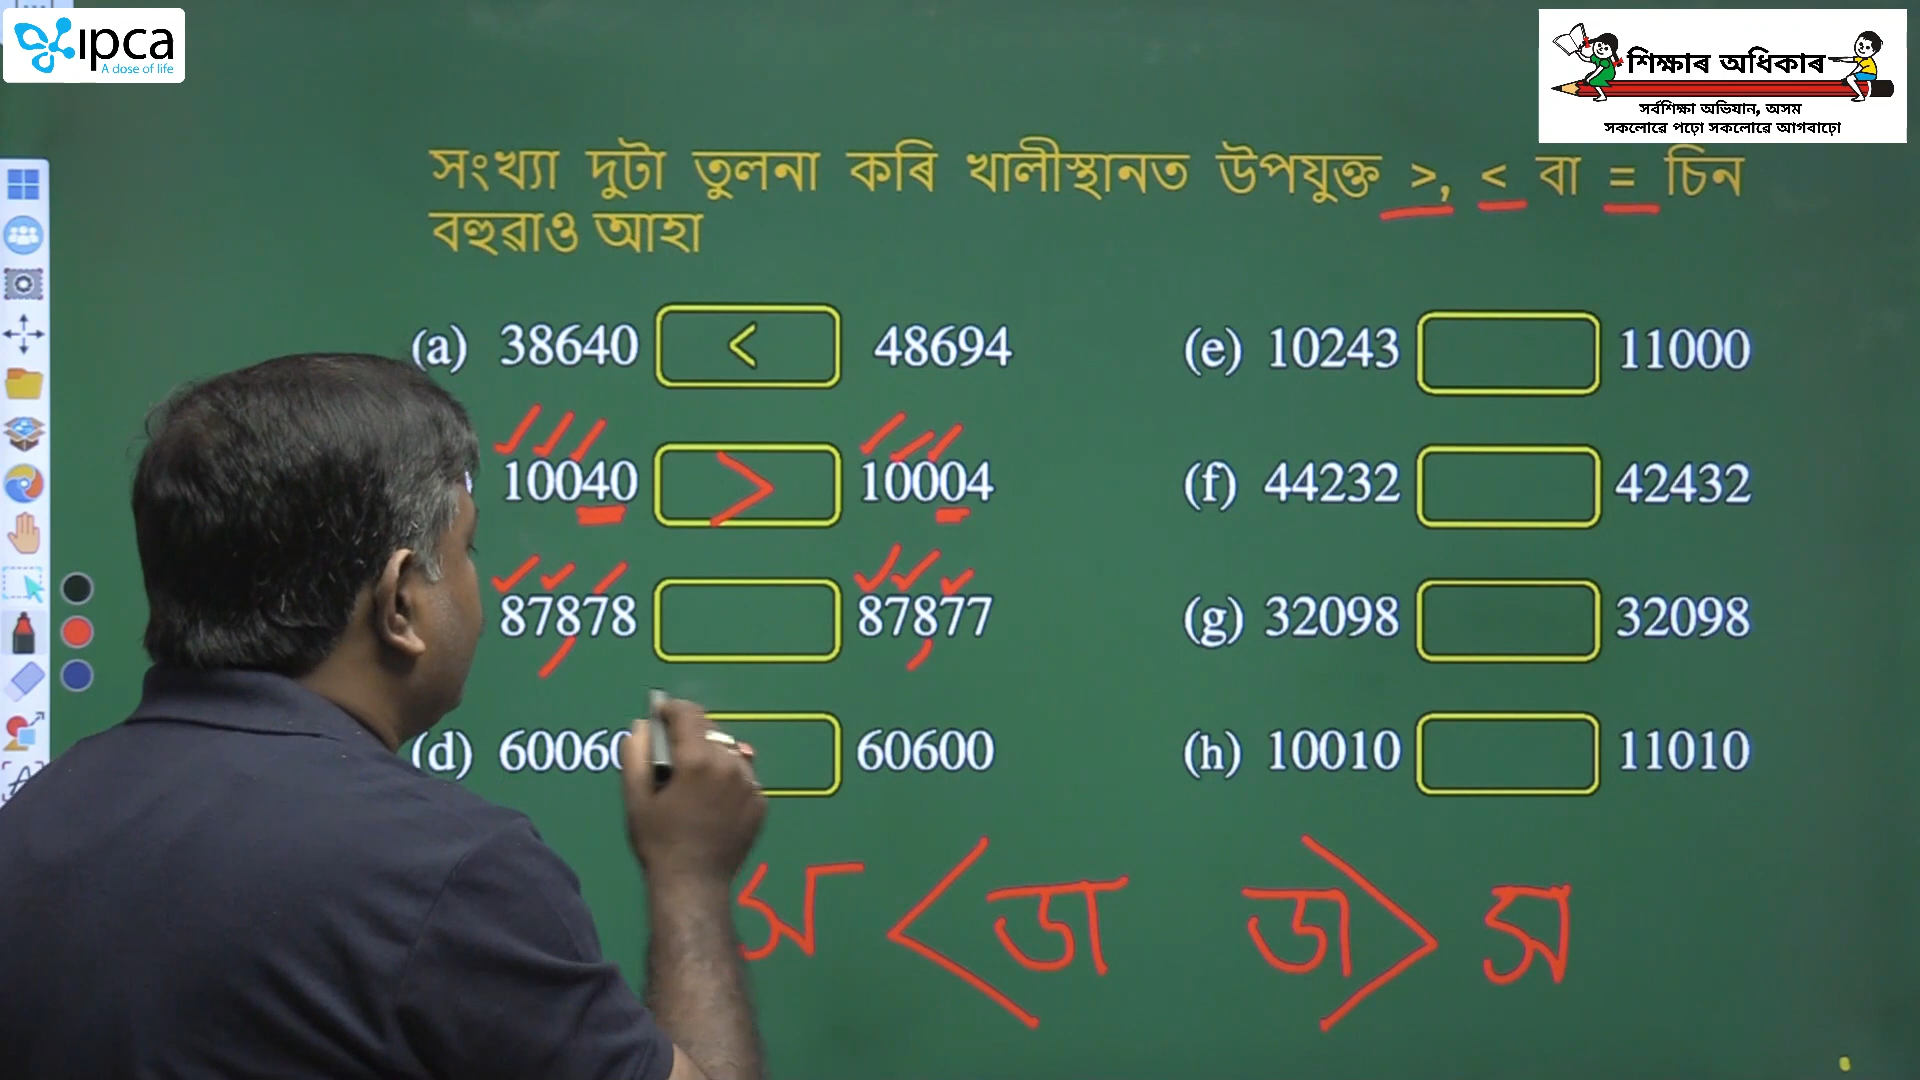 ipca
A dose of life
শিক্ষাৰ অধিকাৰ
সৰ্বশিক্ষা অভিযান, অসম
সকলোৱে পঢ়ো সকলোৱে আগবাঢ়ো
সংখ্যা দুটা তুলনা কৰি খালীস্থানত উপযুক্ত >, < বা = চিন
বহুৱাও আহা
(a) 38640 < 48694
10040 > 10004
87878 87877
(d) 60060 60600
(e) 10243 11000
(f) 44232 42432
(g) 32098 32098
(h) 10010 11010
স < ডা ড > স